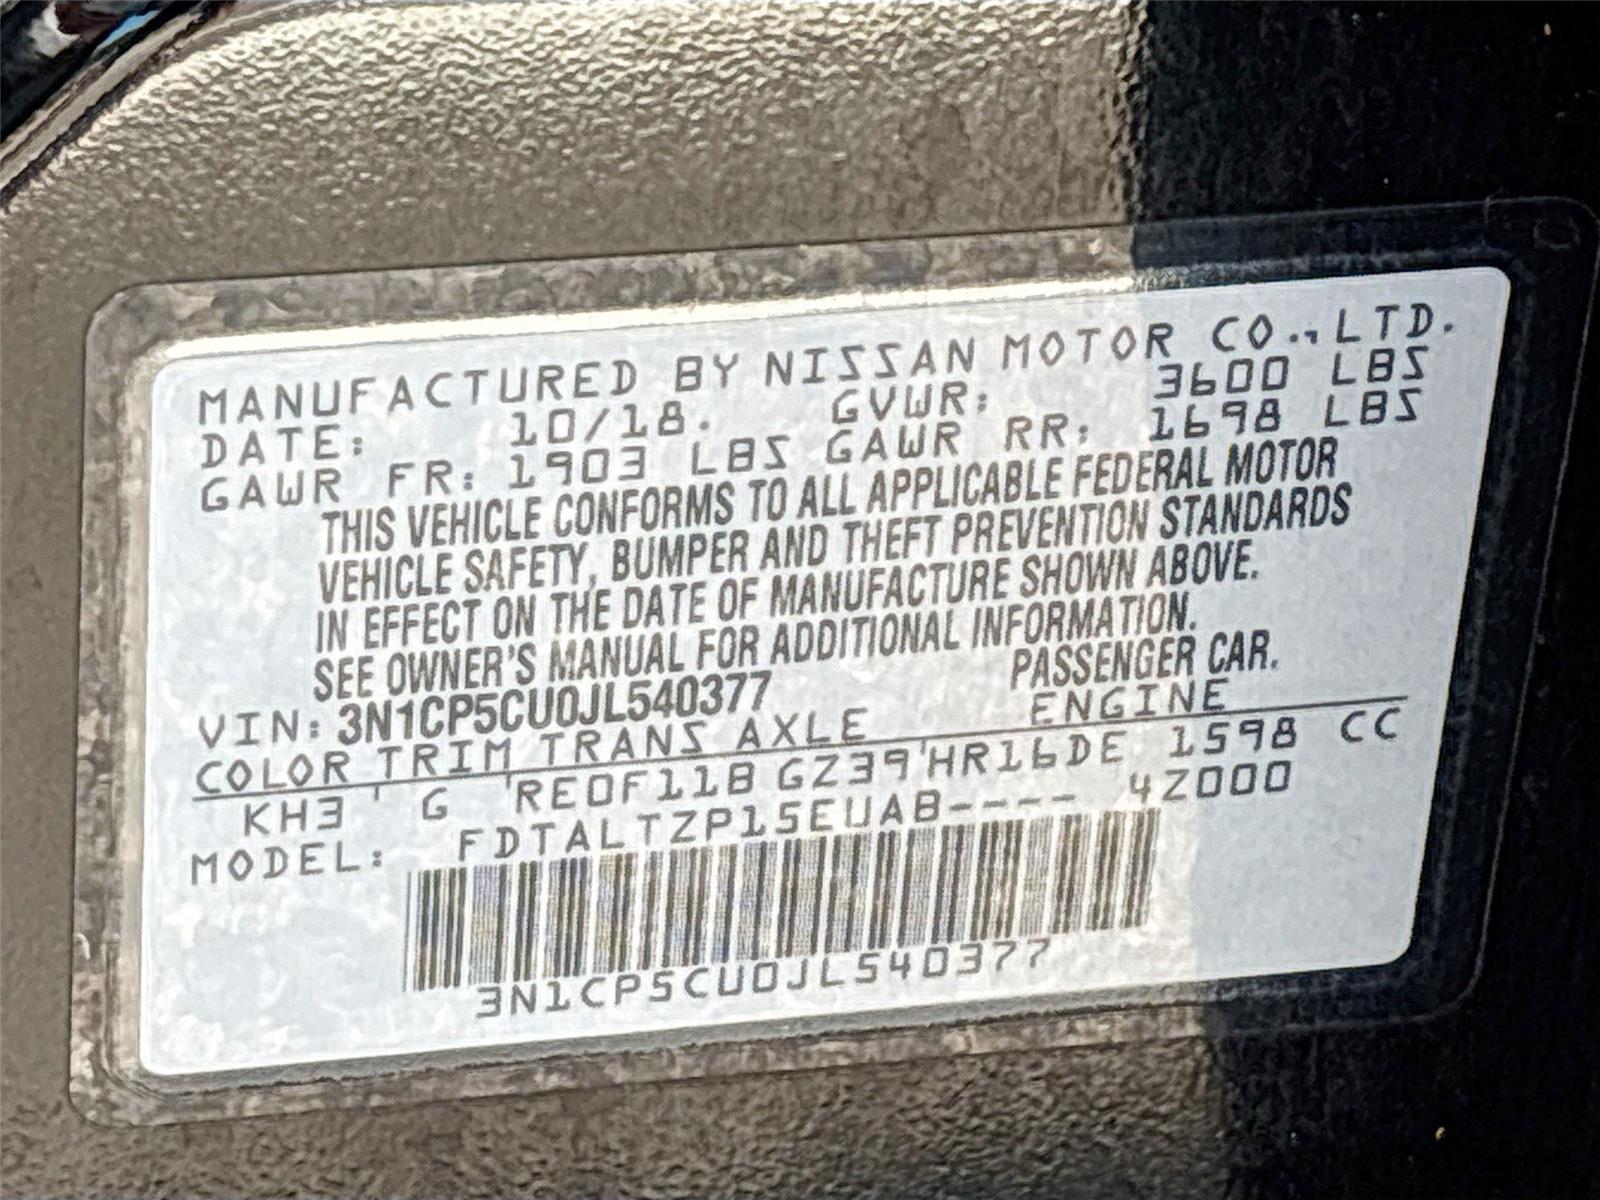 MANUFACTURED BY NISSAN MOTOR CO.,LTD.
DATE: 10/18. GVWR: 3600 LBS
GAWR FR: 1903 LBS GAWR RR: 1698 LBS
THIS VEHICLE CONFORMS TO ALL APPLICABLE FEDERAL MOTOR
VEHICLE SAFETY, BUMPER AND THEFT PREVENTION STANDARDS
IN EFFECT ON THE DATE OF MANUFACTURE SHOWN ABOVE.
SEE OWNER'S MANUAL FOR ADDITIONAL INFORMATION.
VIN: 3N1CP5CU0JL540377 PASSENGER CAR.
COLOR TRIM TRANS AXLE ENGINE
KH3 G RE0F11B GZ39 HR16DE 1598 CC
MODEL: FDTALTZP15EUAB---- 4Z000
3N1CP5CU0JL540377